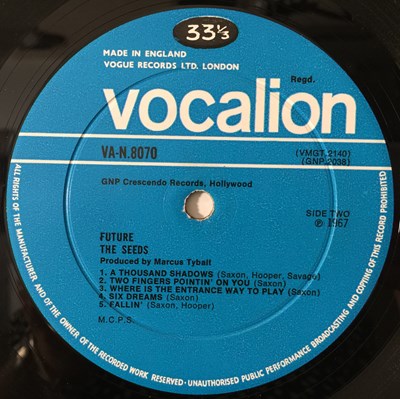 33⅓
MADE IN ENGLAND
VOGUE RECORDS LTD. LONDON
Regd.
vocalion
VA-N.8070
(VMGT.2140)
(GNP.2038)
GNP Crescendo Records, Hollywood
SIDE TWO
℗ 1967
FUTURE
THE SEEDS
Produced by Marcus Tybalt
1. A THOUSAND SHADOWS (Saxon, Hooper, Savage)
2. TWO FINGERS POINTIN' ON YOU (Saxon)
3. WHERE IS THE ENTRANCE WAY TO PLAY (Saxon)
4. SIX DREAMS (Saxon)
5. FALLIN' (Saxon, Hooper)
M.C.P.S.
ALL RIGHTS OF THE MANUFACTURER AND OF THE OWNER OF THE RECORDED WORK RESERVED - UNAUTHORISED PUBLIC PERFORMANCE BROADCASTING AND COPYING OF THIS RECORD PROHIBITED